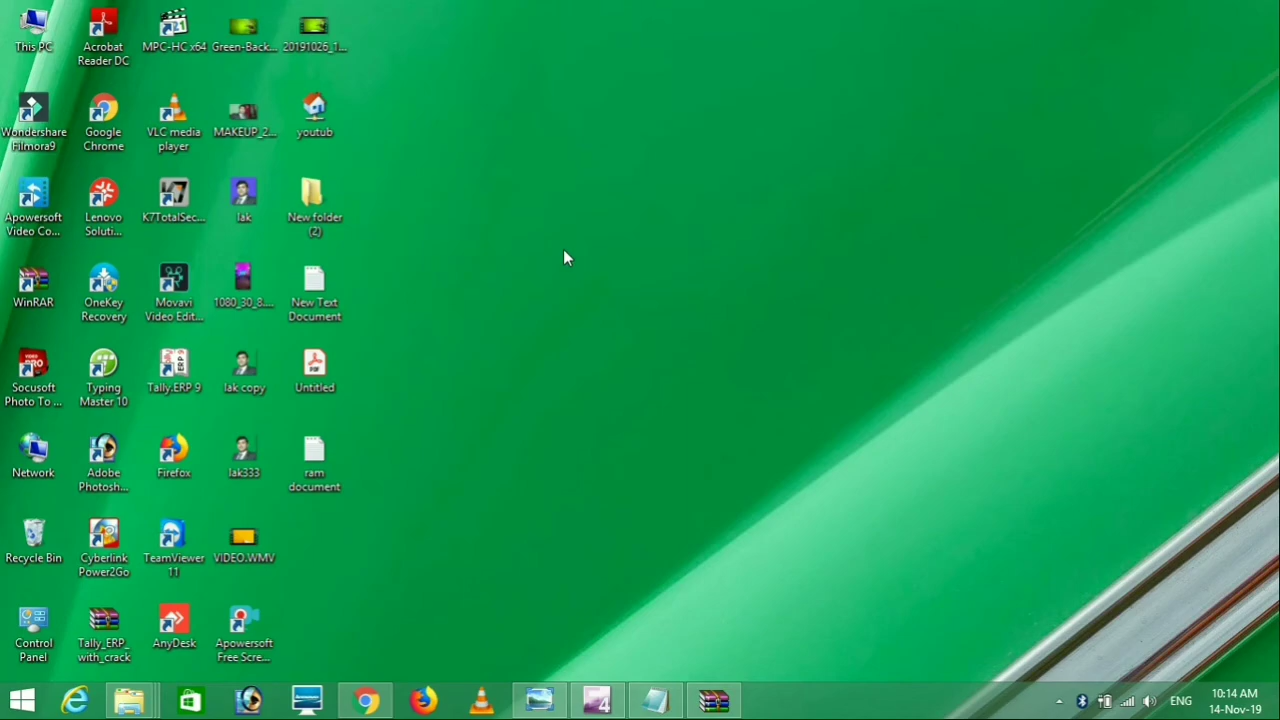 This PC
Acrobat
Reader DC
MPC-HC x64
Green-Back...
20191026_1...
Wondershare
Filmora9
Google
Chrome
VLC media
player
MAKEUP_2...
youtub
Apowersoft
Video Co...
Lenovo
Soluti...
K7TotalSec...
lak
New folder
(2)
WinRAR
OneKey
Recovery
Movavi
Video Edit...
1080_30_8....
New Text
Document
Socusoft
Photo To ...
Typing
Master 10
Tally.ERP 9
lak copy
Untitled
Network
Adobe
Photosh...
Firefox
lak333
ram
document
Recycle Bin
Cyberlink
Power2Go
TeamViewer
11
VIDEO.WMV
Control
Panel
Tally_ERP_
with_crack
AnyDesk
Apowersoft
Free Scre...
ENG
10:14 AM
14-Nov-19